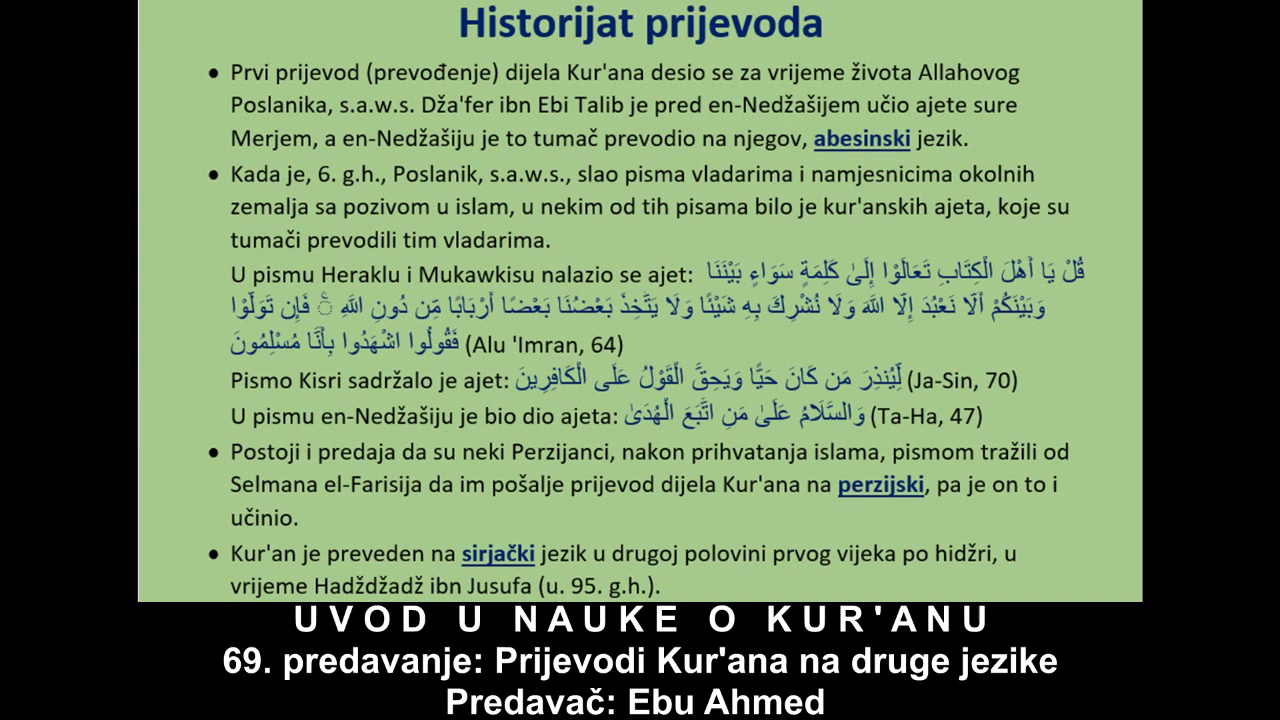 Historijat prijevoda
• Prvi prijevod (prevođenje) dijela Kur'ana desio se za vrijeme života Allahovog
Poslanika, s.a.w.s. Dža'fer ibn Ebi Talib je pred en-Nedžašijem učio ajete sure
Merjem, a en-Nedžašiju je to tumač prevodio na njegov, abesinski jezik.
• Kada je, 6. g.h., Poslanik, s.a.w.s., slao pisma vladarima i namjesnicima okolnih
zemalja sa pozivom u islam, u nekim od tih pisama bilo je kur'anskih ajeta, koje su
tumači prevodili tim vladarima.
U pismu Heraklu i Mukawkisu nalazio se ajet: قُلْ يَا أَهْلَ الْكِتَابِ تَعَالَوْا إِلَىٰ كَلِمَةٍ سَوَاءٍ بَيْنَنَا
وَبَيْنَكُمْ أَلَّا نَعْبُدَ إِلَّا اللَّهَ وَلَا نُشْرِكَ بِهِ شَيْئًا وَلَا يَتَّخِذَ بَعْضُنَا بَعْضًا أَرْبَابًا مِّن دُونِ اللَّهِ ۚ فَإِن تَوَلَّوْا
فَقُولُوا اشْهَدُوا بِأَنَّا مُسْلِمُونَ (Alu 'Imran, 64)
Pismo Kisri sadržalo je ajet: لِّيُنذِرَ مَن كَانَ حَيًّا وَيَحِقَّ الْقَوْلُ عَلَى الْكَافِرِينَ (Ja-Sin, 70)
U pismu en-Nedžašiju je bio dio ajeta: وَالسَّلَامُ عَلَىٰ مَنِ اتَّبَعَ الْهُدَىٰ (Ta-Ha, 47)
• Postoji i predaja da su neki Perzijanci, nakon prihvatanja islama, pismom tražili od
Selmana el-Farisija da im pošalje prijevod dijela Kur'ana na perzijski, pa je on to i
učinio.
• Kur'an je preveden na sirjački jezik u drugoj polovini prvog vijeka po hidžri, u
vrijeme Hadždžadž ibn Jusufa (u. 95. g.h.).
UVOD U NAUKE O KUR'ANU
69. predavanje: Prijevodi Kur'ana na druge jezike
Predavač: Ebu Ahmed